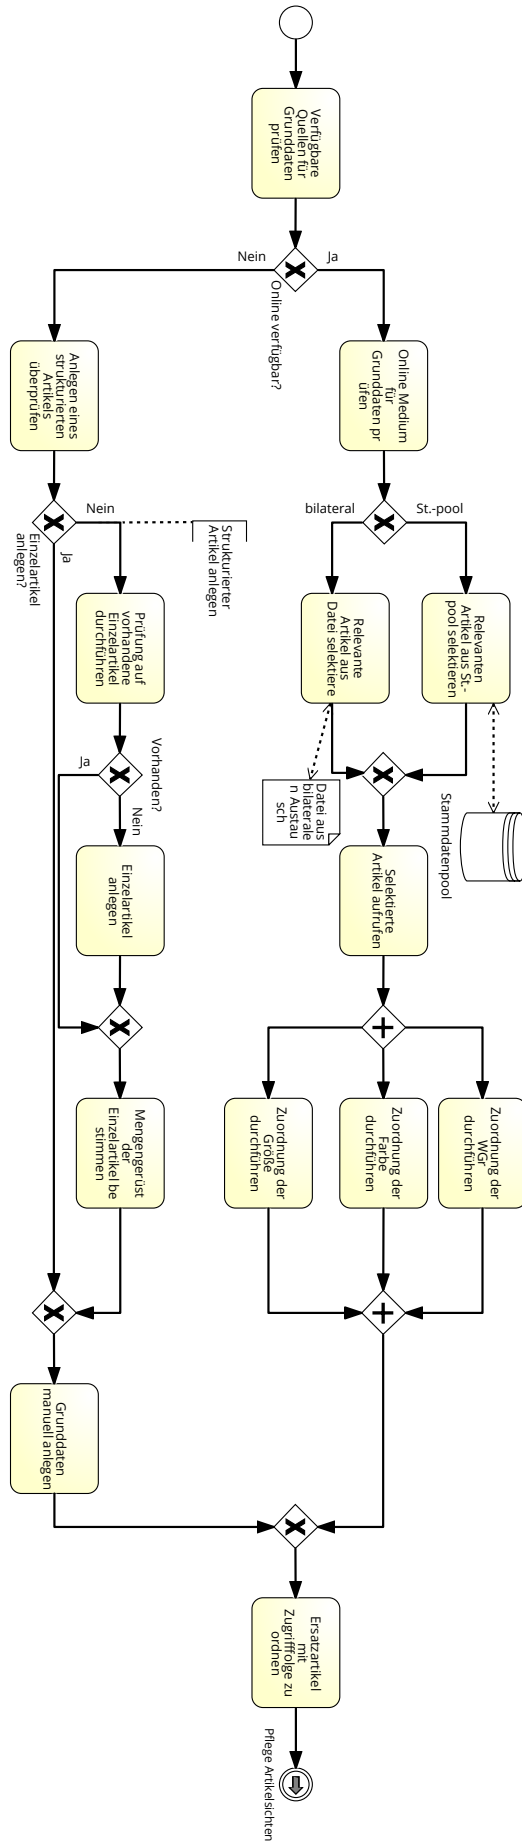 Verfügbare
Quellen für
Grunddaten
prüfen
Nein
Ja
Online verfügbar?
Anlegen eines
strukturierten
Artikels
überprüfen
Online Medium
für
Grunddaten pr
üfen
Nein
Ja
Einzelartikel
anlegen?
Strukturierter
Artikel anlegen
bilateral
St.-pool
Prüfung auf
vorhandene
Einzelartikel
durchführen
Relevante
Artikel aus
Datei selektiere
Relevanten
Artikel aus St.-
pool selektieren
Vorhanden?
Ja
Nein
Datei aus
bilaterale
n Austau
sch
Stammdatenpool
Einzelartikel
anlegen
Selektierte
Artikel aufrufen
Mengengerüst
der
Einzelartikel be
stimmen
Zuordnung der
Größe
durchführen
Zuordnung der
Farbe
durchführen
Zuordnung der
WGr
durchführen
Grunddaten
manuell anlegen
Ersatzartikel
mit
Zugrifffolge zu
ordnen
Pflege Artikelsichten